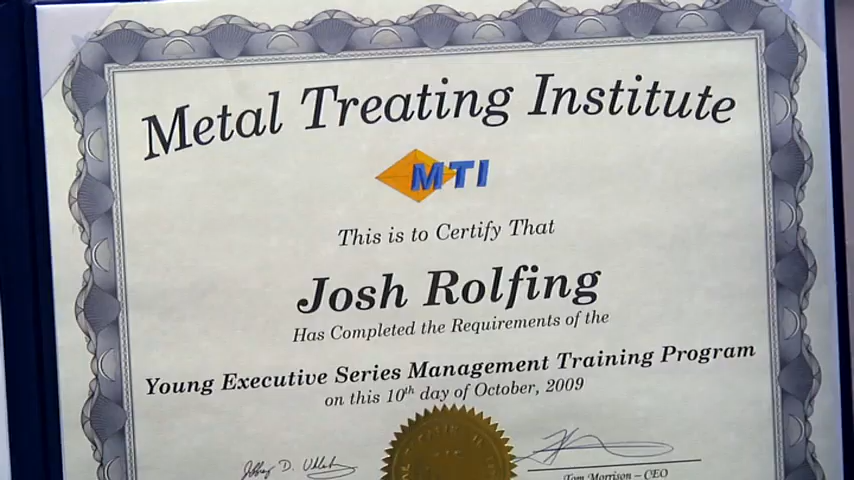 Metal Treating Institute
MTI
This is to Certify That
Josh Rolfing
Has Completed the Requirements of the
Young Executive Series Management Training Program
on this 10th day of October, 2009
Tom Morrison – CEO